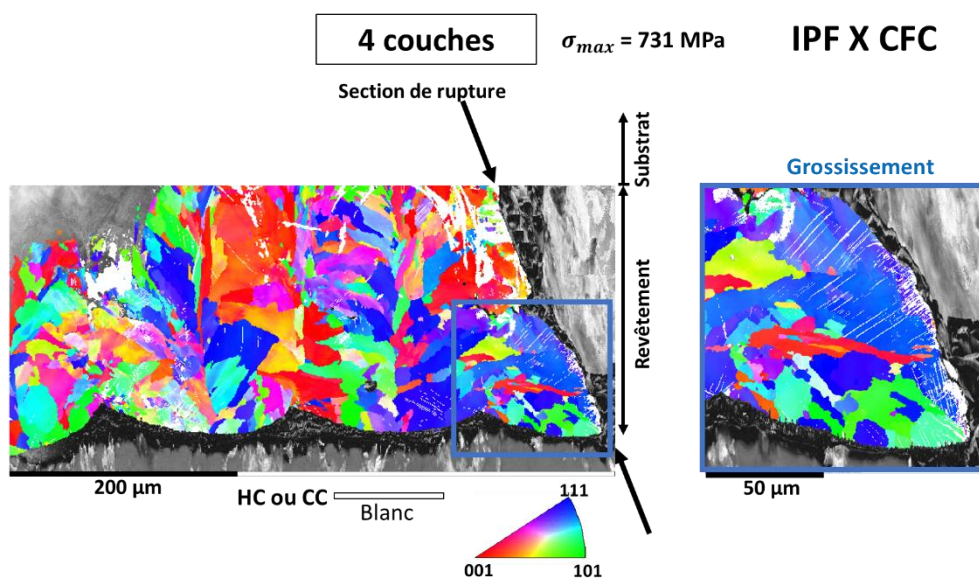 4 couches
σmax = 731 MPa
IPF X CFC
Section de rupture
Substrat
Revêtement
Grossissement
200 µm
50 µm
HC ou CC
Blanc
111
001
101